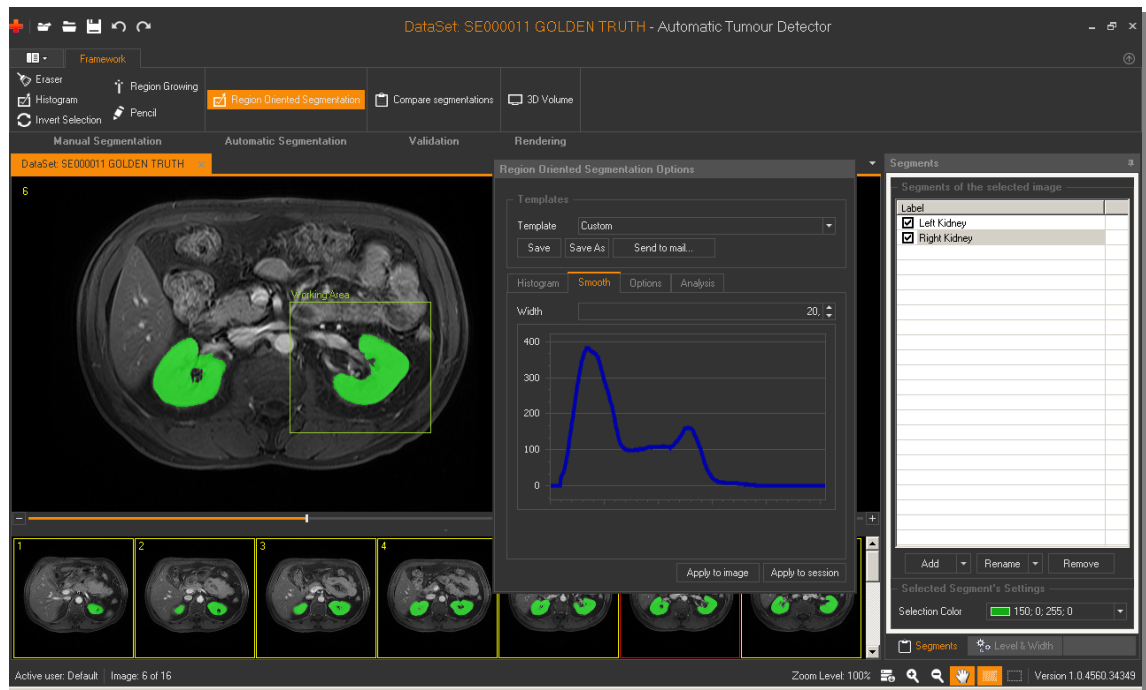 DataSet: SE000011 GOLDEN TRUTH - Automatic Tumour Detector
Framework
Eraser
Histogram
Invert Selection
Region Growing
Pencil
Manual Segmentation
Region Oriented Segmentation
Automatic Segmentation
Compare segmentations
Validation
3D Volume
Rendering
DataSet: SE000011 GOLDEN TRUTH
6
Working Area
1
2
3
4
Region Oriented Segmentation Options
Templates
Template Custom
Save Save As Send to mail...
Histogram Smooth Options Analysis
Width 20,
400
300
200
100
0
Apply to image Apply to session
Segments
Segments of the selected image
Label
Left Kidney
Right Kidney
Add Rename Remove
Selected Segment's Settings
Selection Color 150; 0; 255; 0
Segments Level & Width
Active user: Default Image: 6 of 16 Zoom Level: 100% Version 1.0.4560.34349